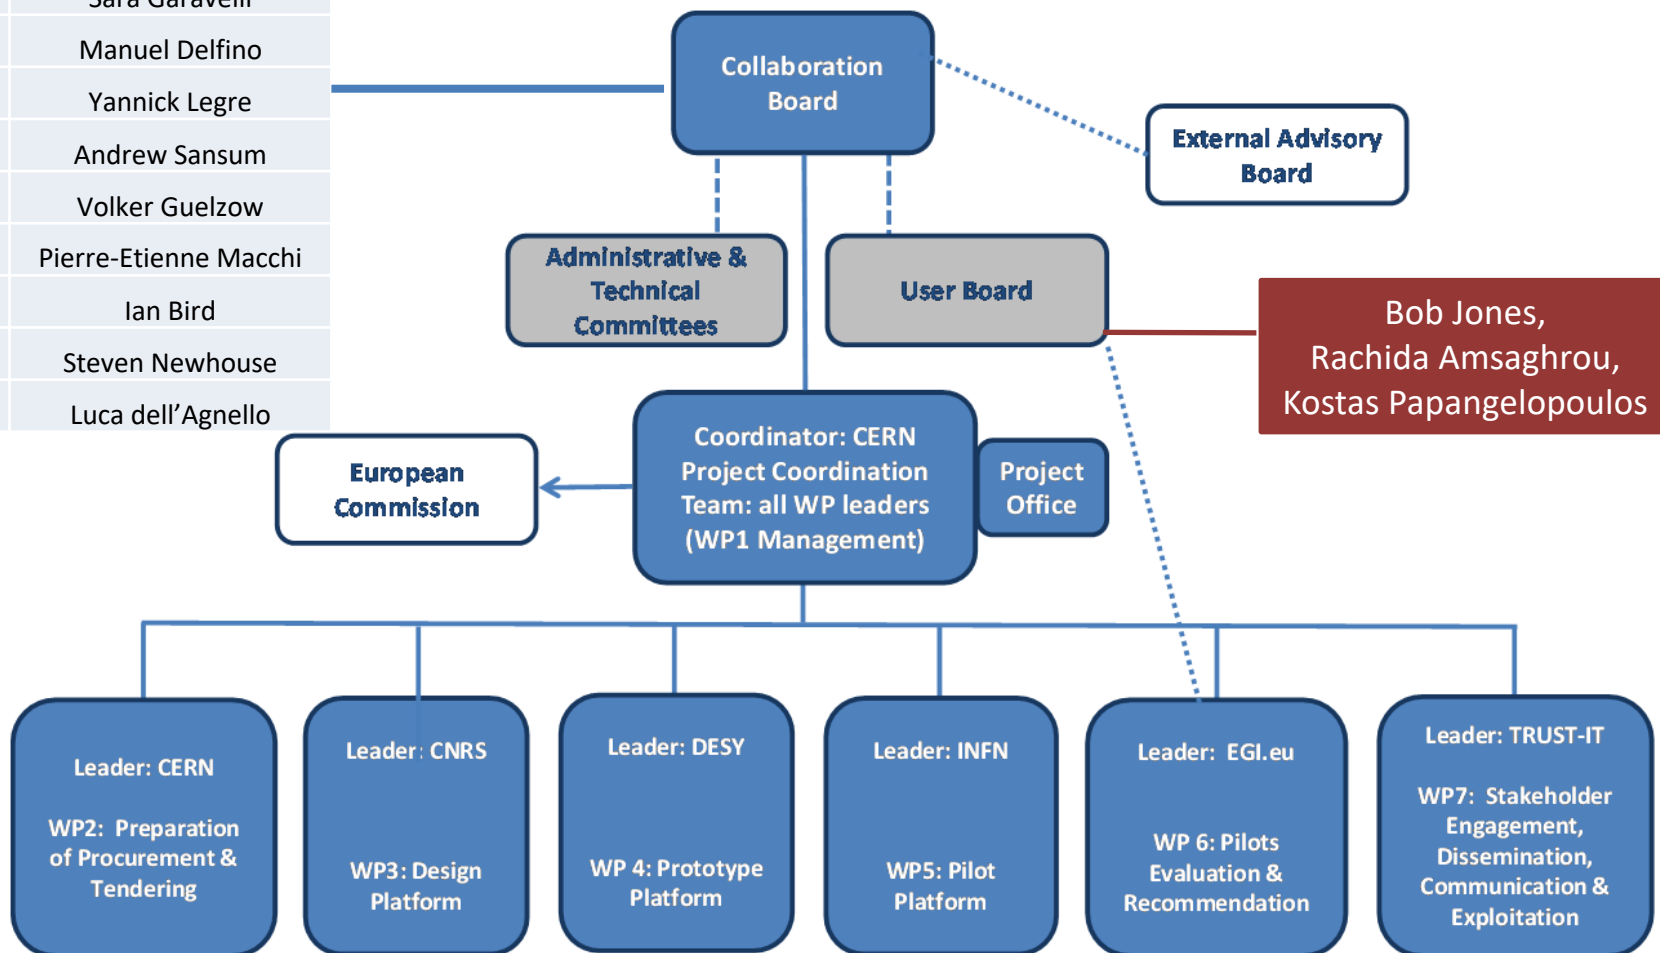 Sara Garavelli
Manuel Delfino
Yannick Legre
Andrew Sansum
Volker Guelzow
Pierre-Etienne Macchi
Ian Bird
Steven Newhouse
Luca dell’Agnello
Collaboration
Board
External Advisory
Board
Administrative &
Technical
Committees
User Board
Bob Jones,
Rachida Amsaghrou,
Kostas Papangelopoulos
European
Commission
Coordinator: CERN
Project Coordination
Team: all WP leaders
(WP1 Management)
Project
Office
Leader: CERN
WP2: Preparation
of Procurement &
Tendering
Leader: CNRS
WP3: Design
Platform
Leader: DESY
WP 4: Prototype
Platform
Leader: INFN
WP5: Pilot
Platform
Leader: EGI.eu
WP 6: Pilots
Evaluation &
Recommendation
Leader: TRUST-IT
WP7: Stakeholder
Engagement,
Dissemination,
Communication &
Exploitation